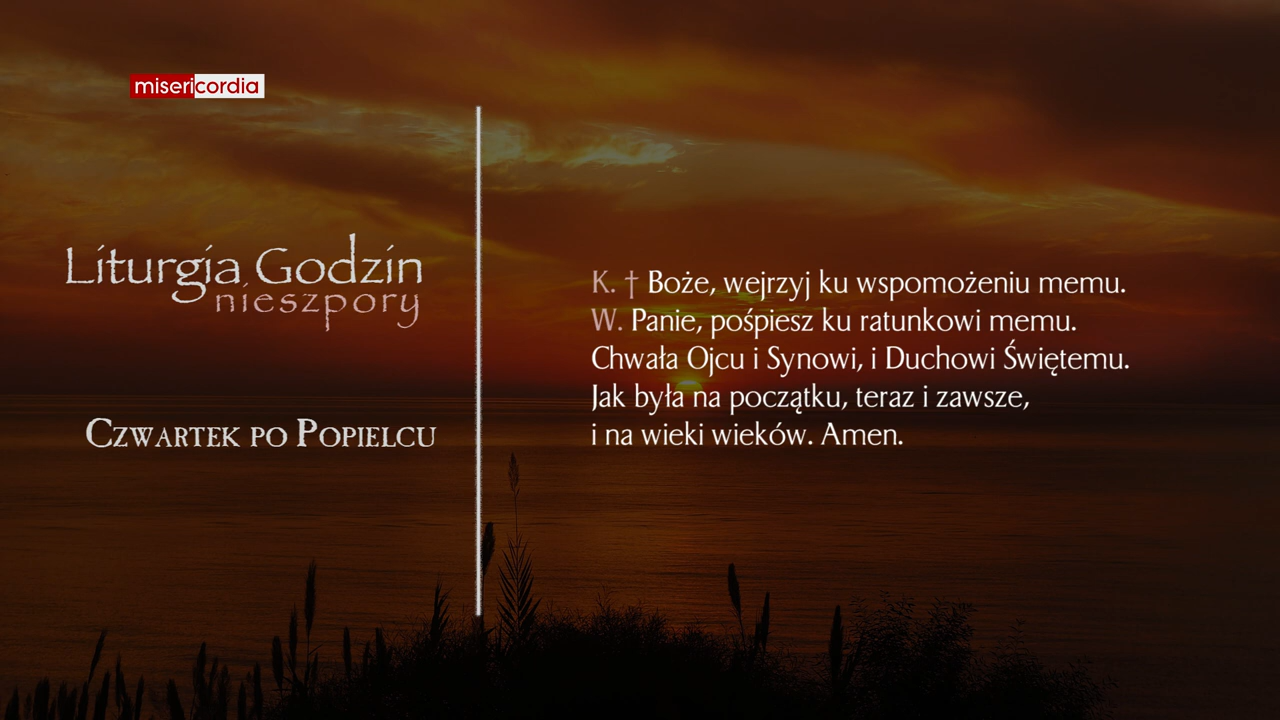 misericordia
Liturgia Godzin
nieszpory
Czwartek po Popielcu
K. † Boże, wejrzyj ku wspomożeniu memu.
W. Panie, pośpiesz ku ratunkowi memu.
Chwała Ojcu i Synowi, i Duchowi Świętemu.
Jak była na początku, teraz i zawsze,
i na wieki wieków. Amen.